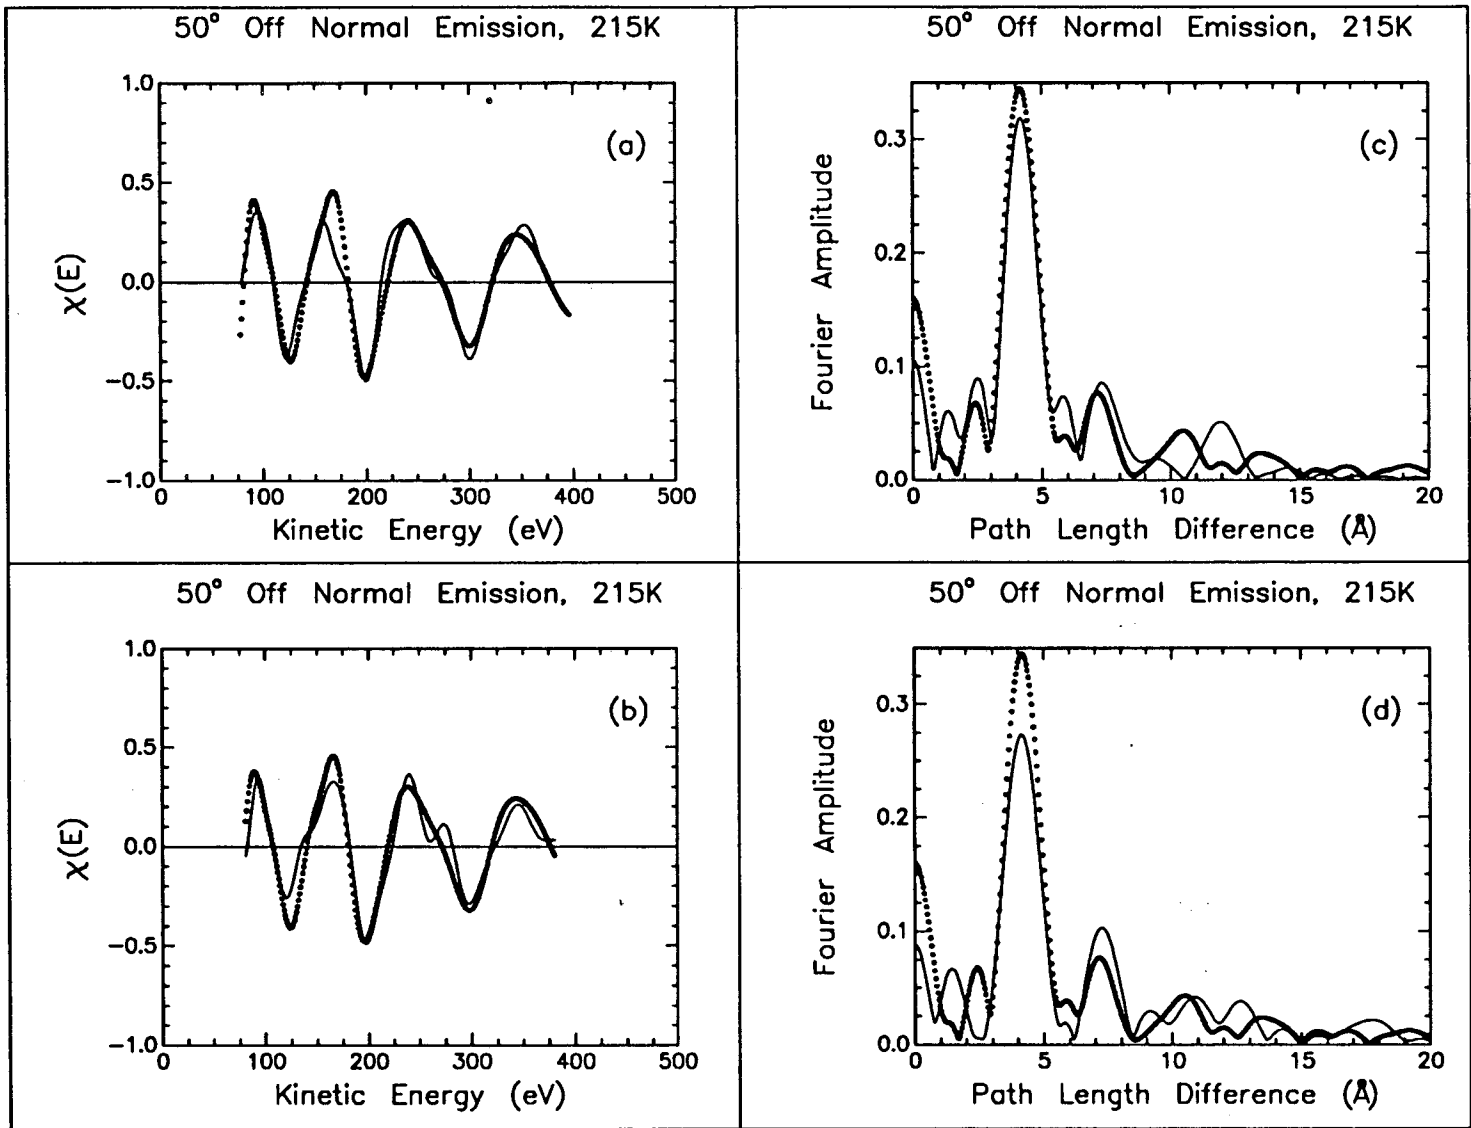 50° Off Normal Emission, 215K
(a)
1.0
0.5
0.0
−0.5
−1.0
χ(E)
0 100 200 300 400 500
Kinetic Energy (eV)
50° Off Normal Emission, 215K
(c)
0.3
0.2
0.1
0.0
Fourier Amplitude
0 5 10 15 20
Path Length Difference (Å)
50° Off Normal Emission, 215K
(b)
1.0
0.5
0.0
−0.5
−1.0
χ(E)
0 100 200 300 400 500
Kinetic Energy (eV)
50° Off Normal Emission, 215K
(d)
0.3
0.2
0.1
0.0
Fourier Amplitude
0 5 10 15 20
Path Length Difference (Å)